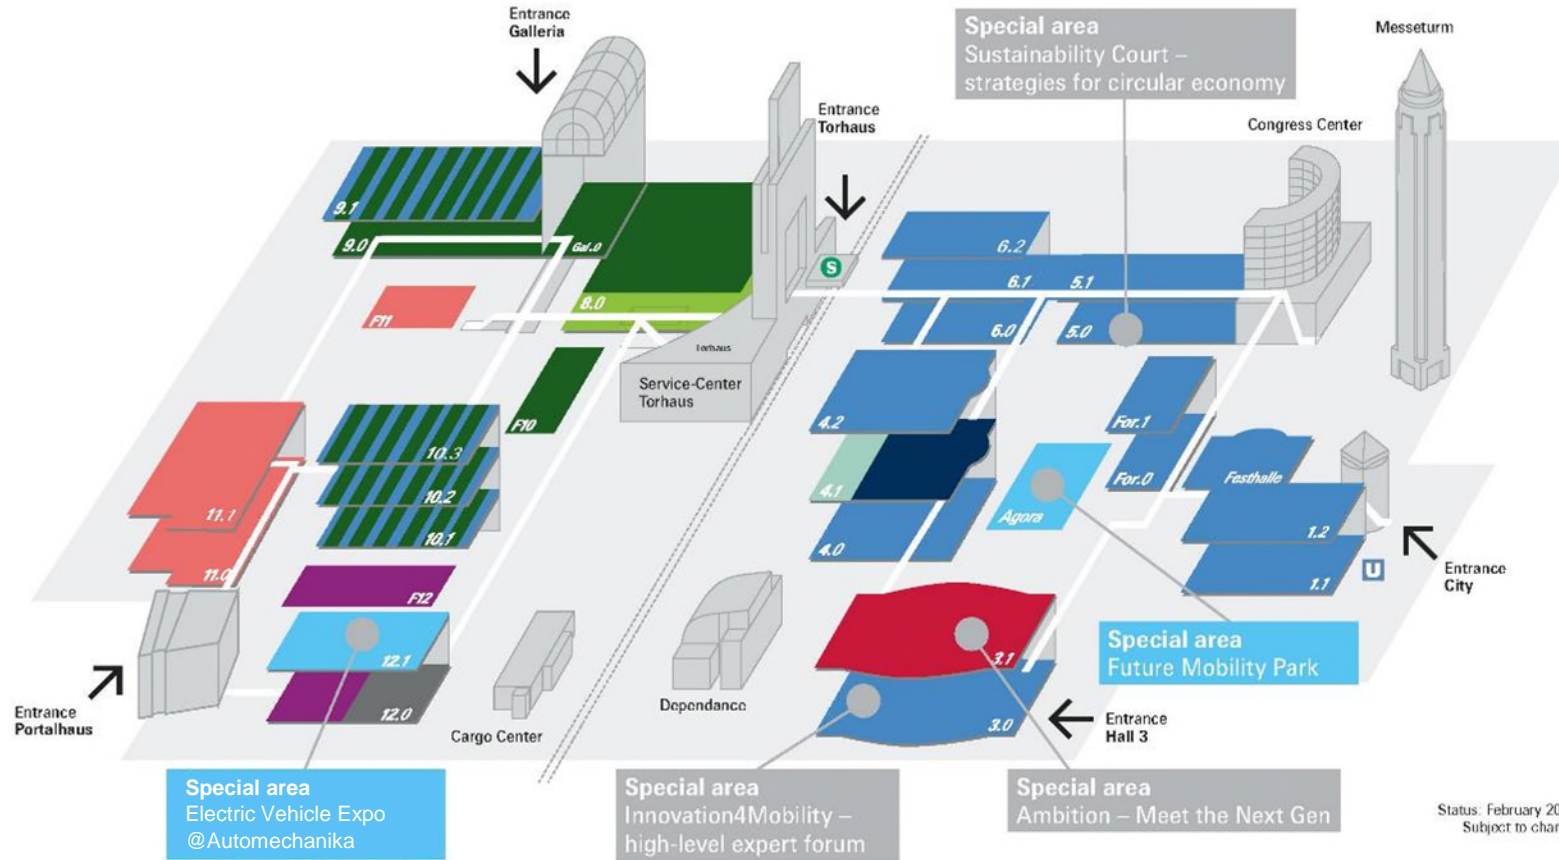 Entrance
Galleria
Special area
Sustainability Court –
strategies for circular economy
Messeturm
Entrance
Torhaus
Congress Center
9.1
9.0
Gal.0
S
6.2
6.1
5.1
F11
8.0
6.0
5.0
Torhaus
Service-Center
Torhaus
F10
4.2
For.1
10.3
4.1
For.0
Festhalle
10.2
11.1
Agora
1.2
10.1
4.0
11.0
1.1
U
Entrance
City
F12
Special area
Future Mobility Park
12.1
3.1
12.0
3.0
Entrance
Portalhaus
Cargo Center
Dependance
Entrance
Hall 3
Special area
Electric Vehicle Expo
@Automechanika
Special area
Innovation4Mobility –
high-level expert forum
Special area
Ambition – Meet the Next Gen
Status: February 20
Subject to chan